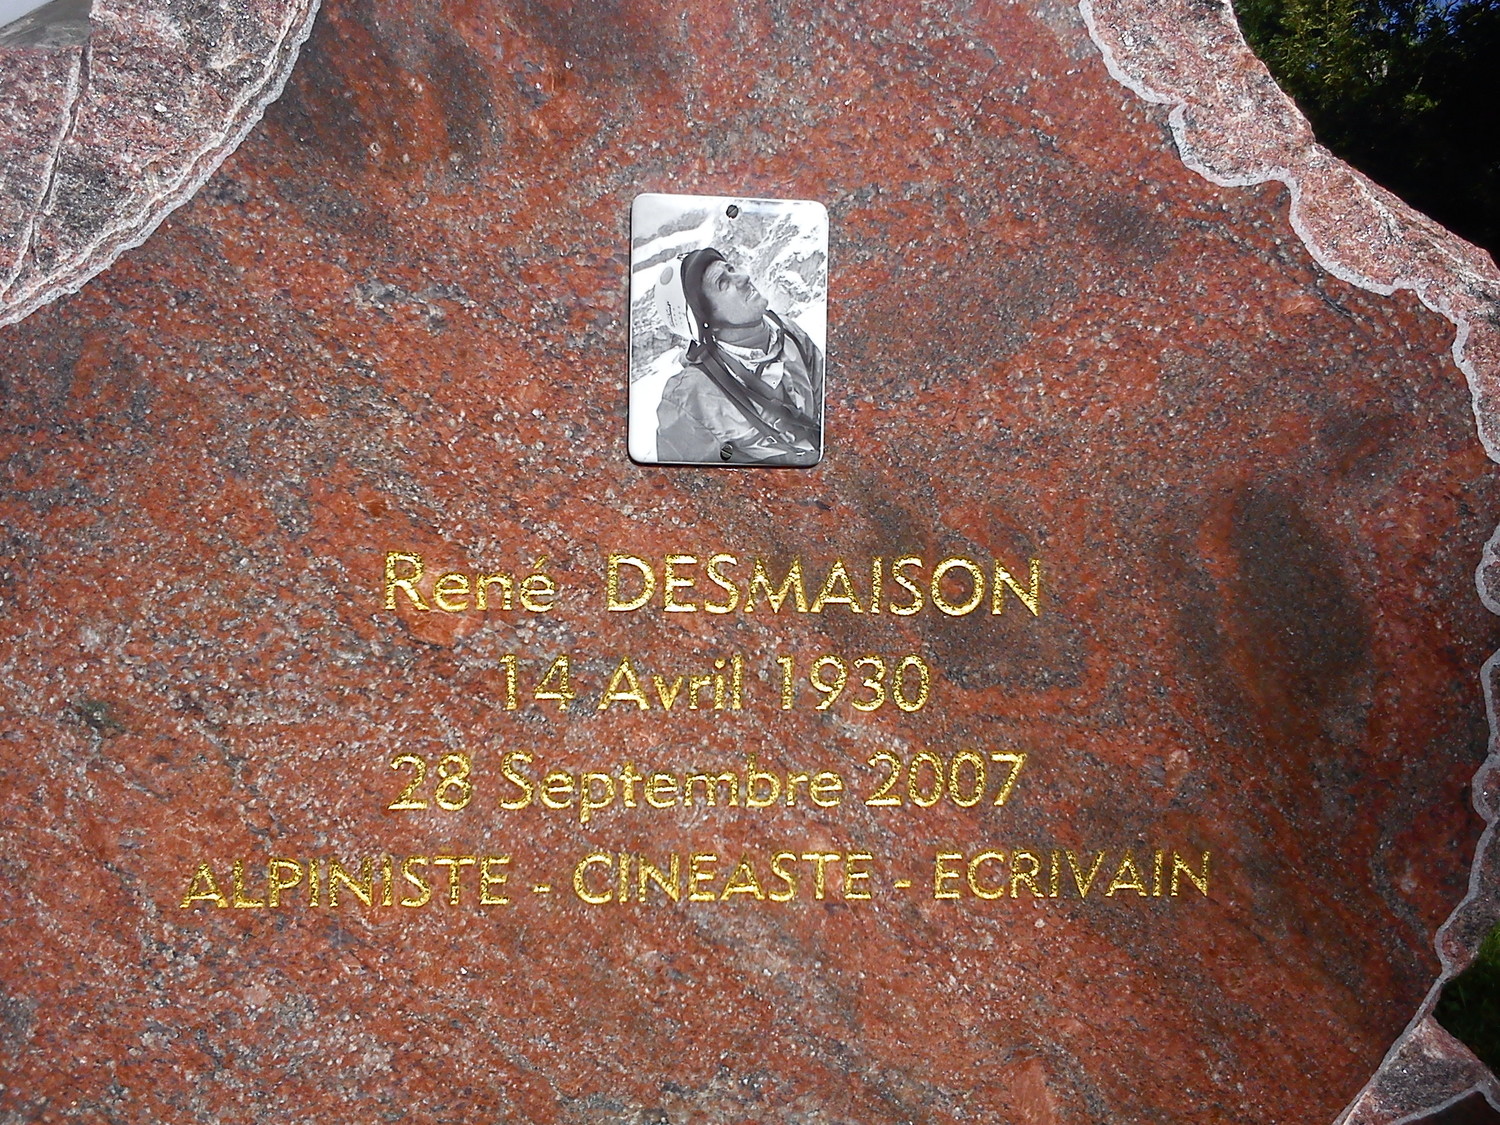 René DESMAISON
14 Avril 1930
28 Septembre 2007
ALPINISTE - CINEASTE - ECRIVAIN